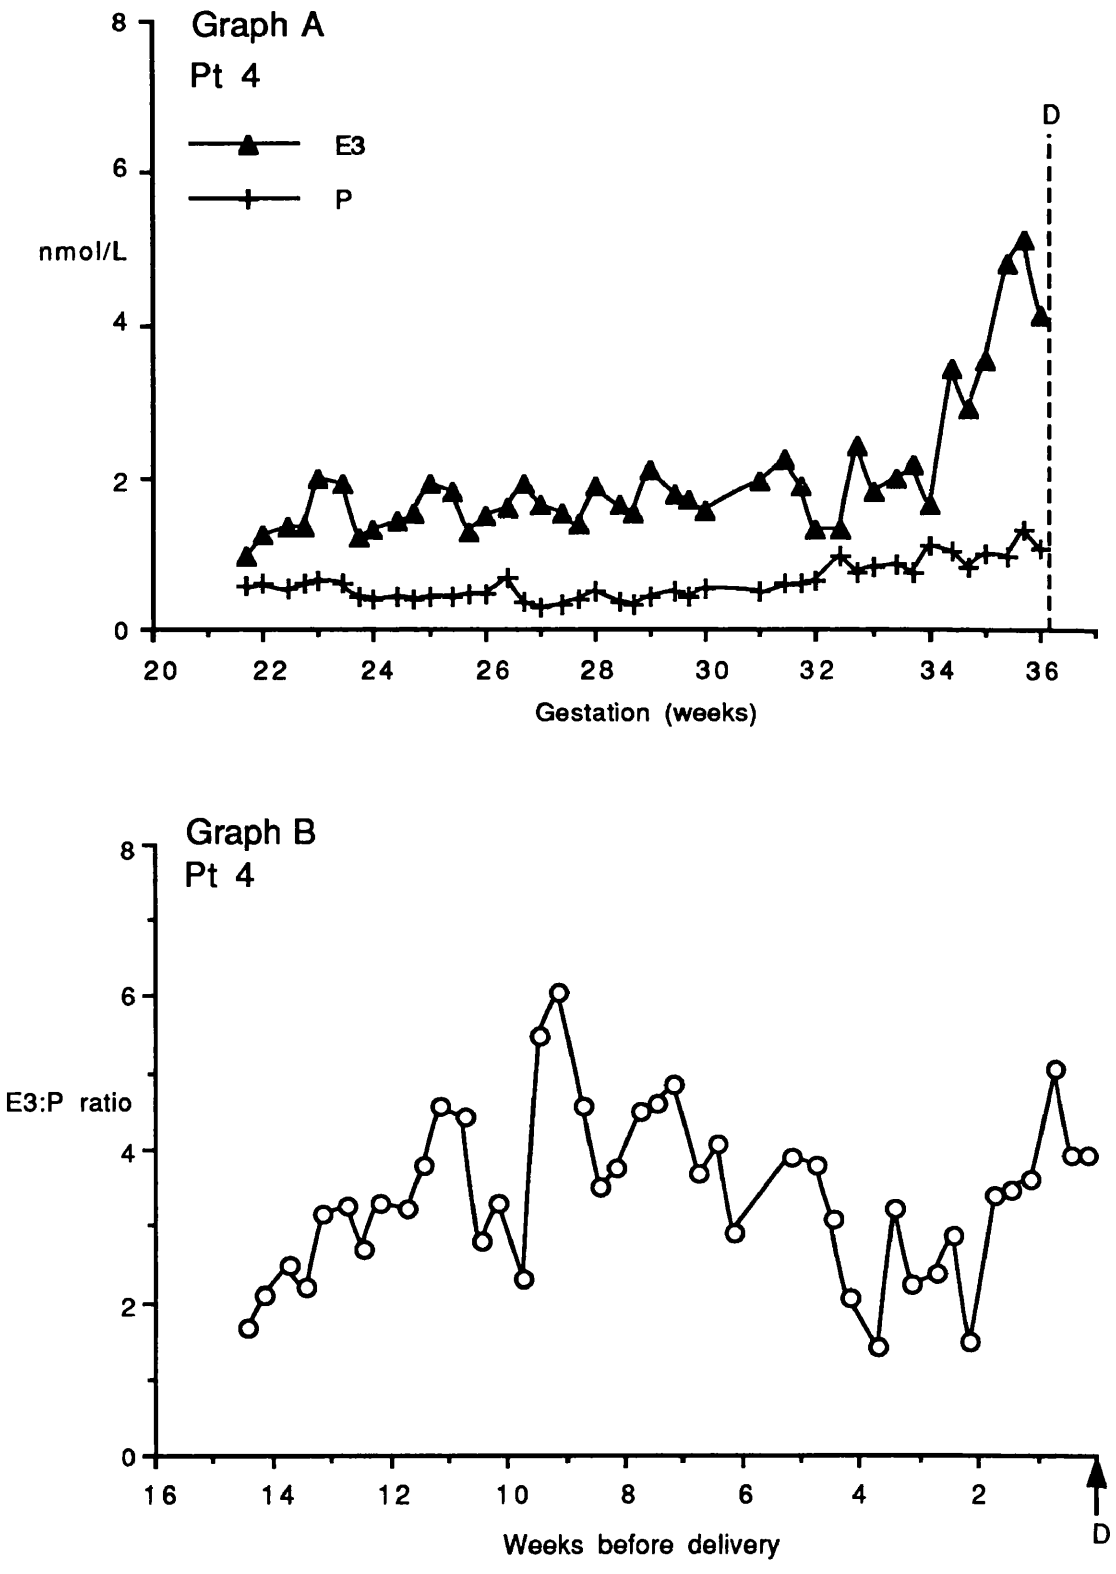 Graph A
Pt 4
E3
P
D
8
6
nmol/L
4
2
0
20 22 24 26 28 30 32 34 36
Gestation (weeks)
Graph B
Pt 4
8
6
E3:P ratio
4
2
0
16 14 12 10 8 6 4 2
D
Weeks before delivery